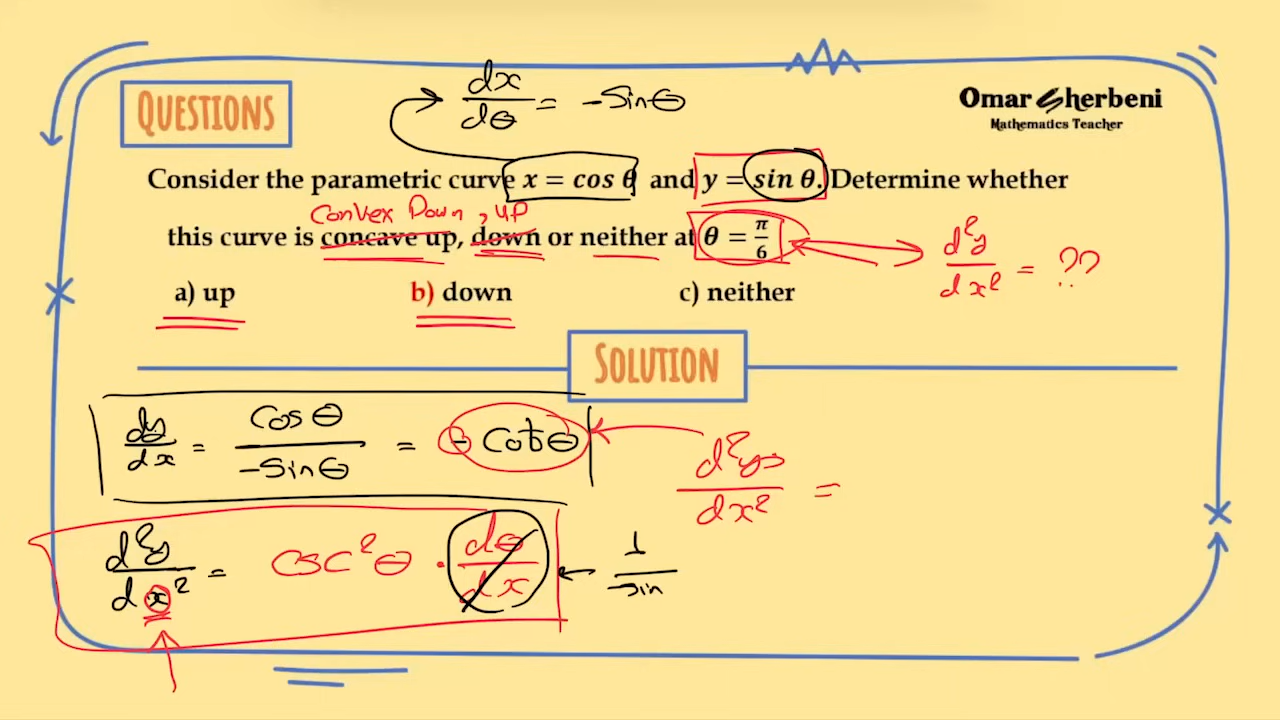 dx/dθ = -Sinθ
QUESTIONS
Omar Sherbeni
Mathematics Teacher
Consider the parametric curve x = cos θ and y = sin θ. Determine whether
Convex Down, up
this curve is concave up, down or neither at θ = π/6
d²y/dx² = ??
a) up b) down c) neither
SOLUTION
dy/dx = Cosθ/-Sinθ = - Cotθ
d²y/dx² =
d²y/dx² = csc²θ · dθ/dx
1/-sin